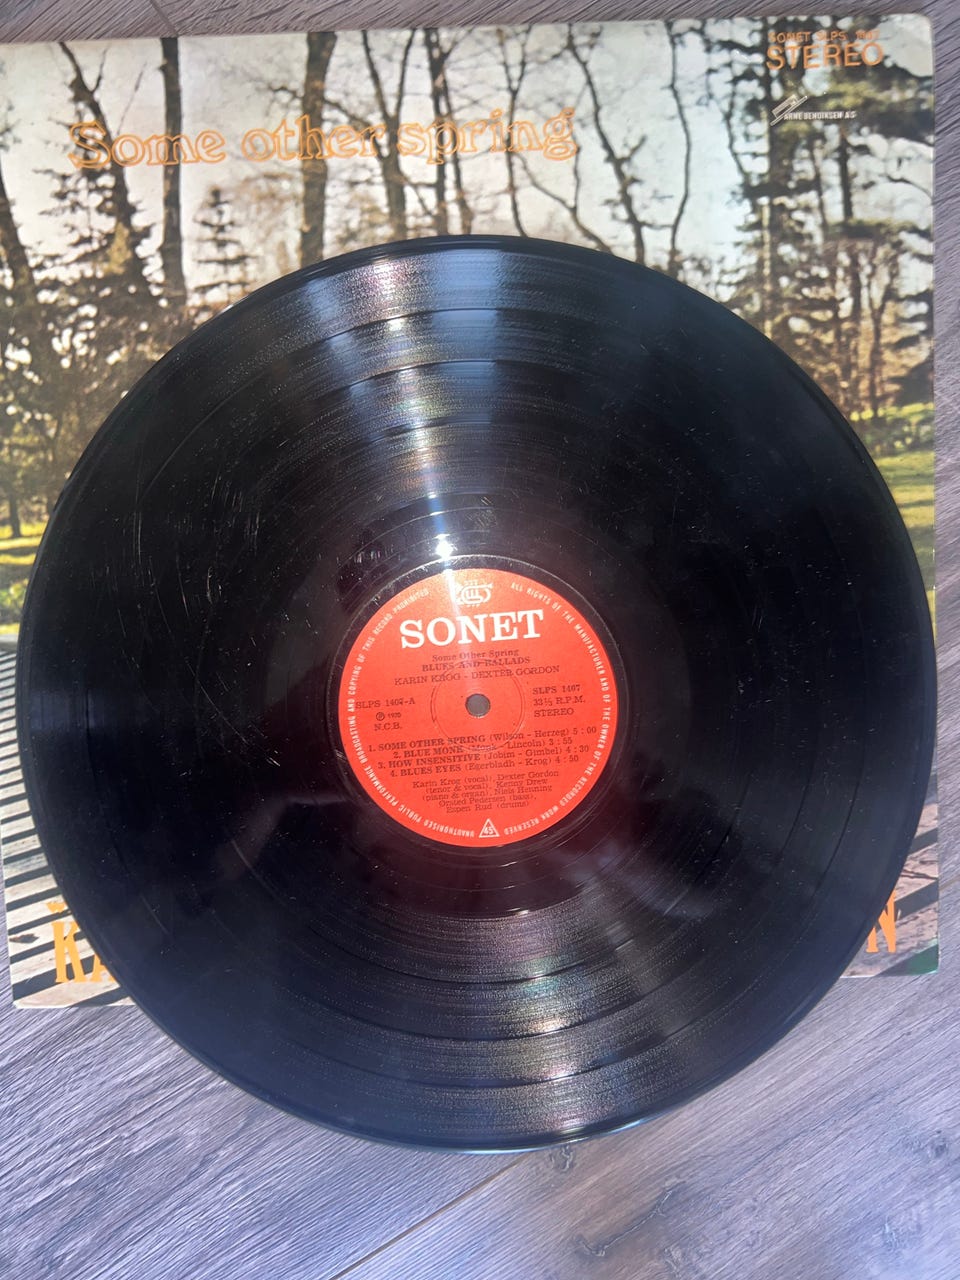 SONET SLPS
STEREO
ARNE BENDIKSEN A/S
Some other spring
ALL RIGHTS OF THE MANUFACTURER AND OF THE OWNER OF THE RECORDED WORK RESERVED
UNAUTHORISED PUBLIC PERFORMANCE BROADCASTING AND COPYING OF THIS RECORD PROHIBITED
SONET
Some Other Spring
BLUES AND BALLADS
KARIN KROG - DEXTER GORDON
SLPS 1407-A
Ⓟ 1970
N.C.B.
SLPS 1407
33⅓ R.P.M.
STEREO
1. SOME OTHER SPRING (Wilson - Herzog) 5 : 00
2. BLUE MONK (Monk - Lincoln) 3 : 55
3. HOW INSENSITIVE (Jobim - Gimbel) 4 : 30
4. BLUES EYES (Egerbladh - Krog) 4 : 50
Karin Krog (vocal), Dexter Gordon
(tenor & vocal), Kenny Drew
(piano & organ), Niels Henning
Ørsted Pedersen (bass),
Espen Rud (drums)
45
KA
N